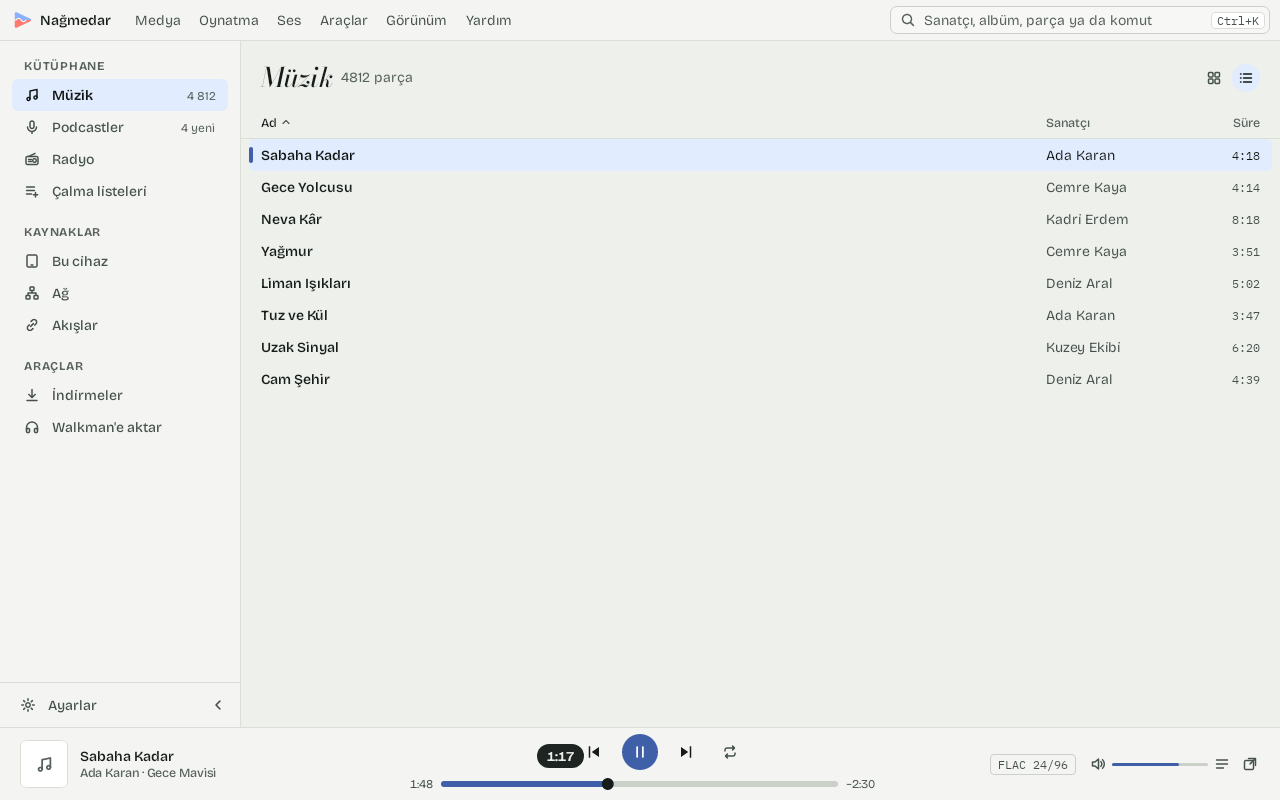 Nağmedar Medya Oynatma Ses Araçlar Görünüm Yardım Sanatçı, albüm, parça ya da komut Ctrl+K
KÜTÜPHANE
Müzik 4 812
Podcastler 4 yeni
Radyo
Çalma listeleri
KAYNAKLAR
Bu cihaz
Ağ
Akışlar
ARAÇLAR
İndirmeler
Walkman'e aktar
Ayarlar
Müzik 4812 parça
Ad Sanatçı Süre
Sabaha Kadar Ada Karan 4:18
Gece Yolcusu Cemre Kaya 4:14
Neva Kâr Kadri Erdem 8:18
Yağmur Cemre Kaya 3:51
Liman Işıkları Deniz Aral 5:02
Tuz ve Kül Ada Karan 3:47
Uzak Sinyal Kuzey Ekibi 6:20
Cam Şehir Deniz Aral 4:39
Sabaha Kadar
Ada Karan · Gece Mavisi
1:17
1:48 −2:30
FLAC 24/96